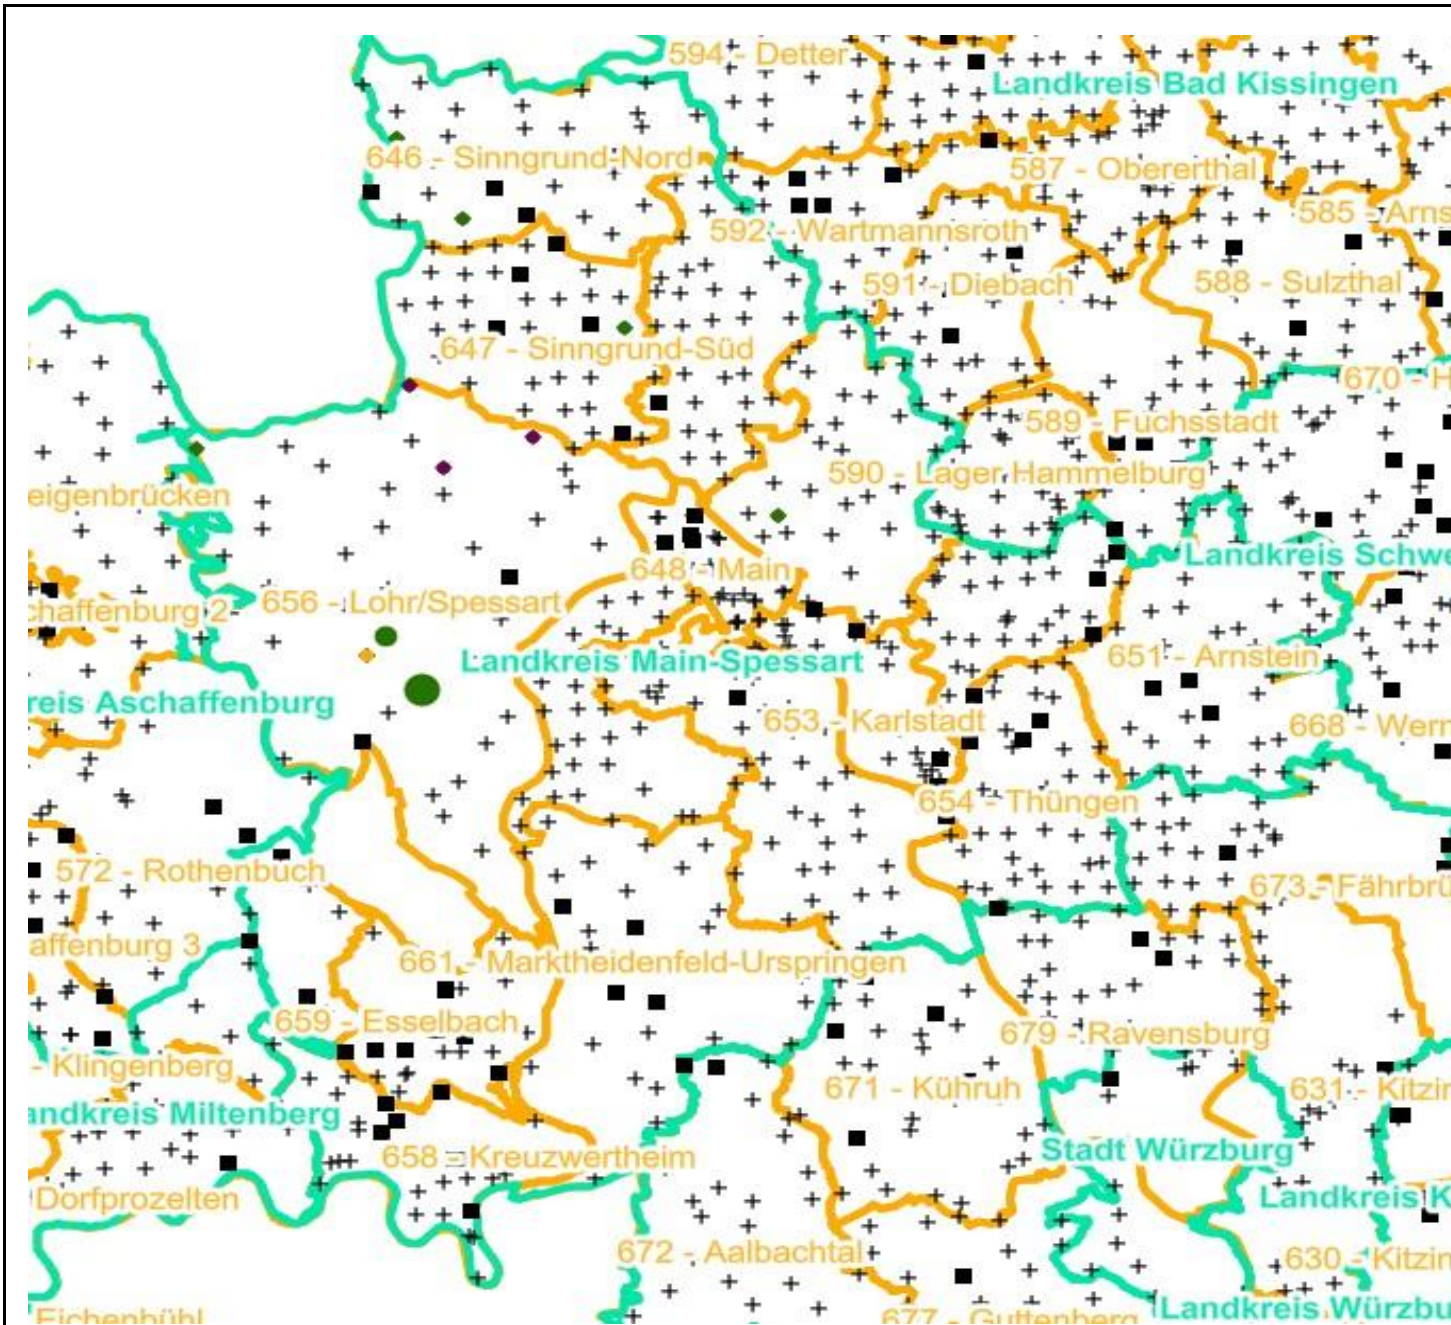 594 - Detter
Landkreis Bad Kissingen
646 - Sinngrund-Nord
587 - Obererthal
585 - Arns
592 - Wartmannsroth
591 - Diebach
588 - Sulzthal
647 - Sinngrund-Süd
670 - H
589 - Fuchsstadt
590 - Lager Hammelburg
eigenbrücken
Landkreis Schwe
648 - Main
656 - Lohr/Spessart
chaffenburg 2
Landkreis Main-Spessart
651 - Arnstein
reis Aschaffenburg
653 - Karlstadt
668 - Wern
654 - Thüngen
572 - Rothenbuch
673 - Fährbrü
affenburg 3
661 - Marktheidenfeld-Urspringen
659 - Esselbach
679 - Ravensburg
- Klingenberg
671 - Kühruh
631 - Kitzin
andkreis Miltenberg
Stadt Würzburg
658 - Kreuzwertheim
Dorfprozelten
Landkreis K
672 - Aalbachtal
630 - Kitzin
Eichenbühl
677 - Guttenberg
Landkreis Würzbu